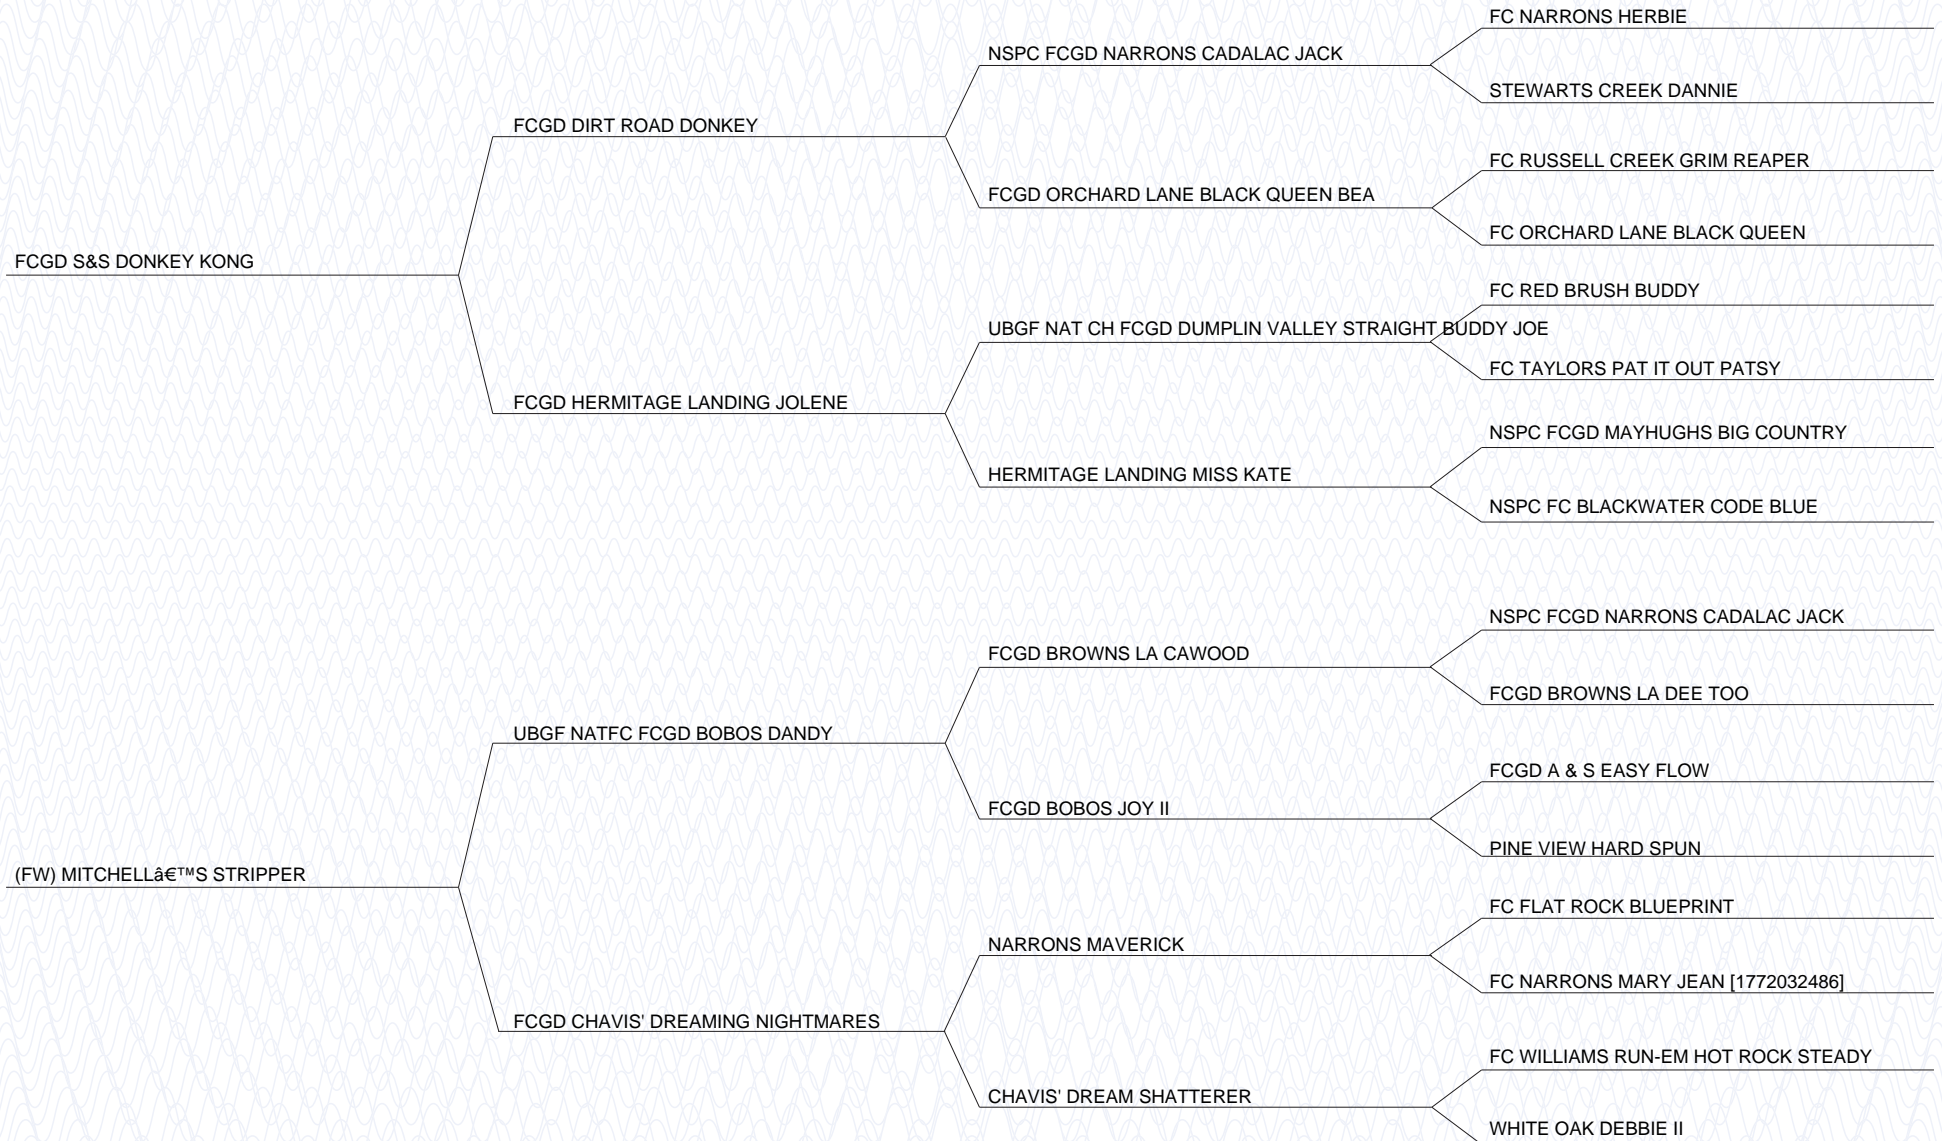 FC NARRONS HERBIE
NSPC FCGD NARRONS CADALAC JACK
STEWARTS CREEK DANNIE
FCGD DIRT ROAD DONKEY
FC RUSSELL CREEK GRIM REAPER
FCGD ORCHARD LANE BLACK QUEEN BEA
FC ORCHARD LANE BLACK QUEEN
FCGD S&S DONKEY KONG
FC RED BRUSH BUDDY
UBGF NAT CH FCGD DUMPLIN VALLEY STRAIGHT BUDDY JOE
FC TAYLORS PAT IT OUT PATSY
FCGD HERMITAGE LANDING JOLENE
NSPC FCGD MAYHUGHS BIG COUNTRY
HERMITAGE LANDING MISS KATE
NSPC FC BLACKWATER CODE BLUE
NSPC FCGD NARRONS CADALAC JACK
FCGD BROWNS LA CAWOOD
FCGD BROWNS LA DEE TOO
UBGF NATFC FCGD BOBOS DANDY
FCGD A & S EASY FLOW
FCGD BOBOS JOY II
PINE VIEW HARD SPUN
(FW) MITCHELLâ€™S STRIPPER
FC FLAT ROCK BLUEPRINT
NARRONS MAVERICK
FC NARRONS MARY JEAN [1772032486]
FCGD CHAVIS' DREAMING NIGHTMARES
FC WILLIAMS RUN-EM HOT ROCK STEADY
CHAVIS' DREAM SHATTERER
WHITE OAK DEBBIE II